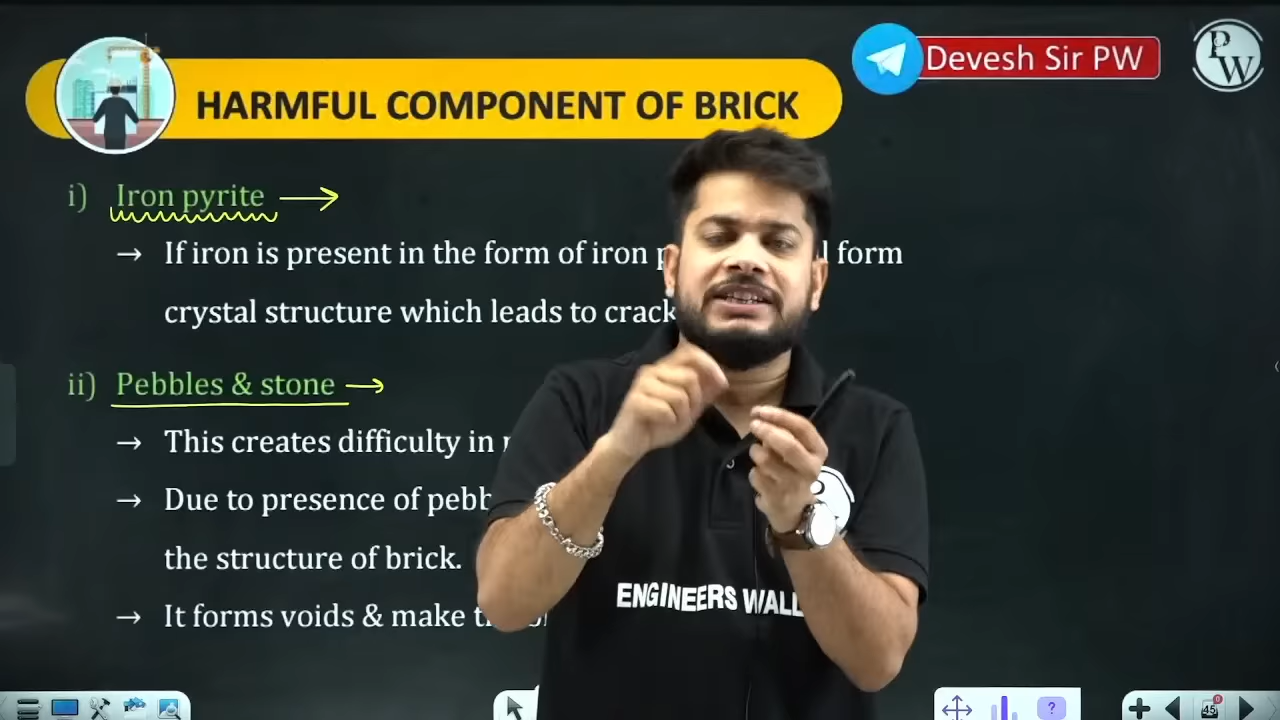 HARMFUL COMPONENT OF BRICK
Devesh Sir PW
PW
i) Iron pyrite →
→ If iron is present in the form of iron form
crystal structure which leads to crack
ii) Pebbles & stone →
→ This creates difficulty in
→ Due to presence of pebb
the structure of brick.
→ It forms voids & make
ENGINEERS WALL
45